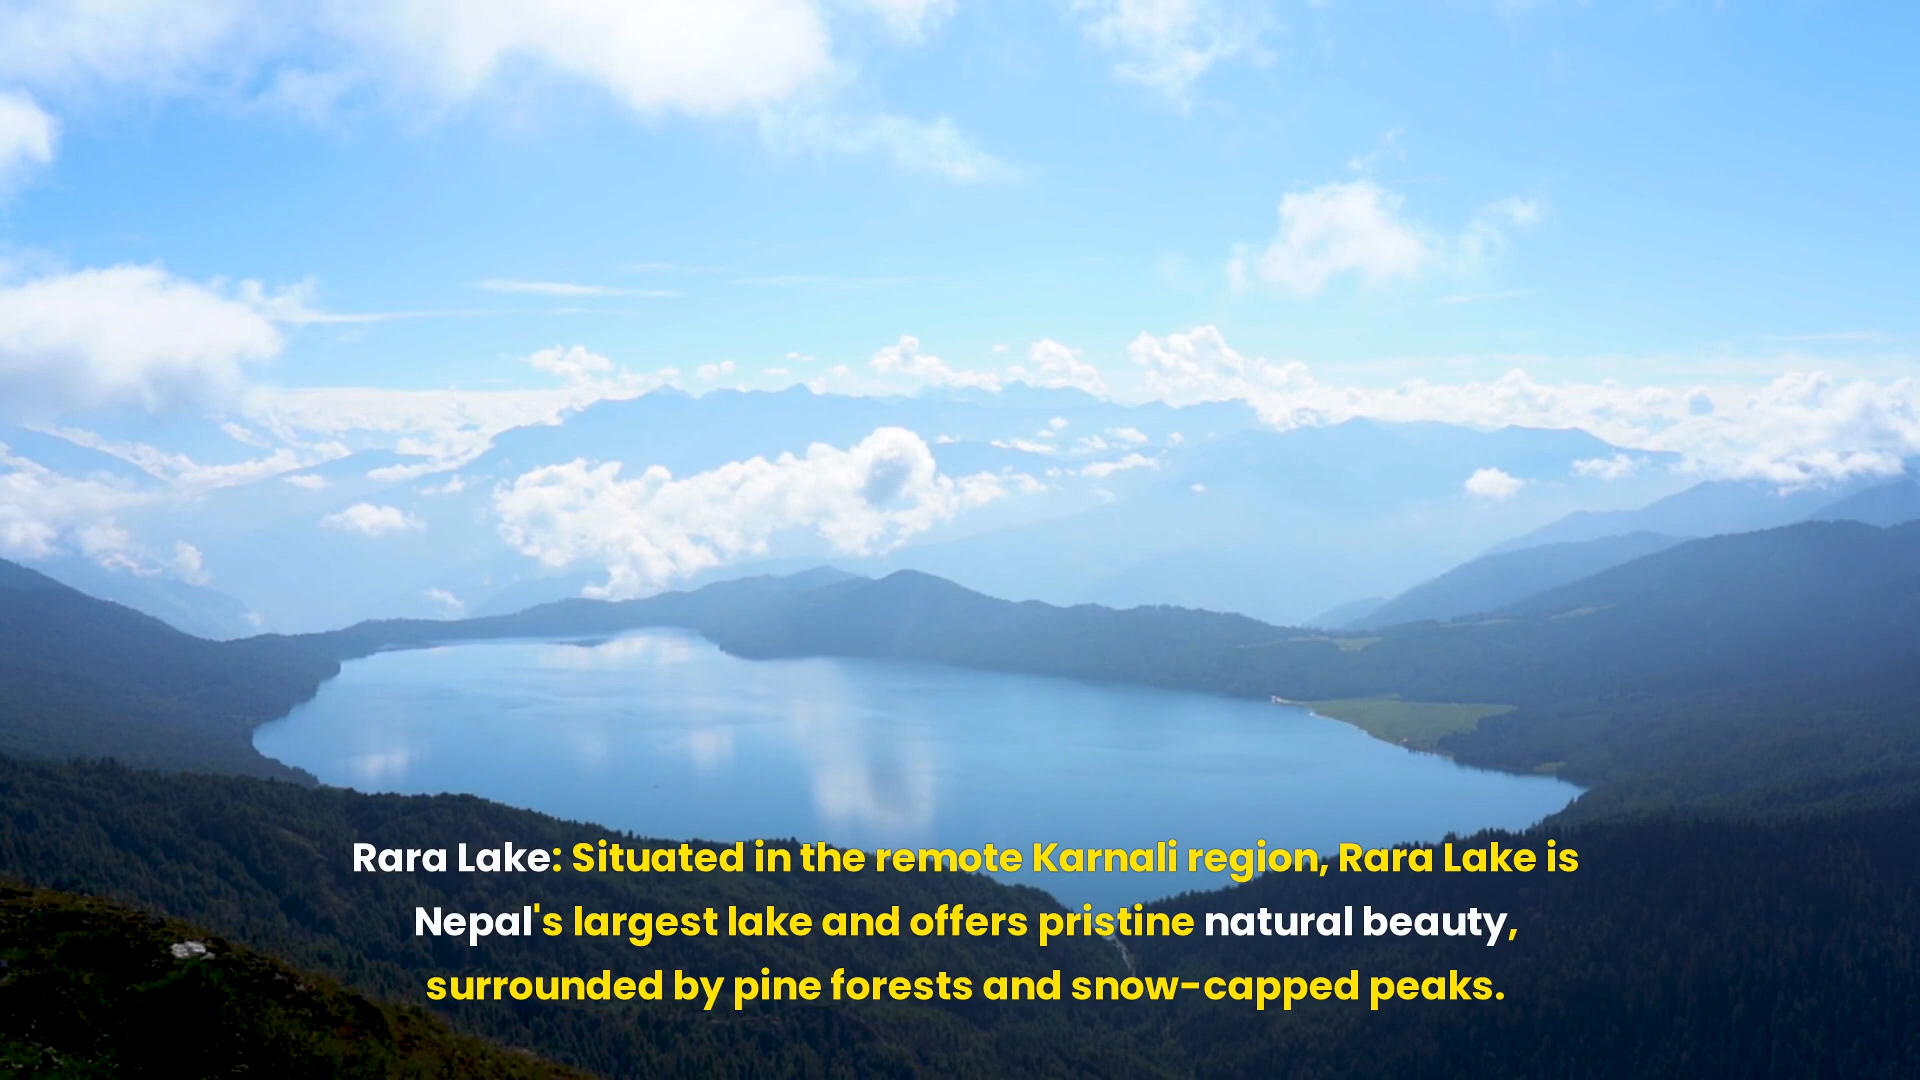 Rara Lake: Situated in the remote Karnali region, Rara Lake is
Nepal's largest lake and offers pristine natural beauty,
surrounded by pine forests and snow-capped peaks.